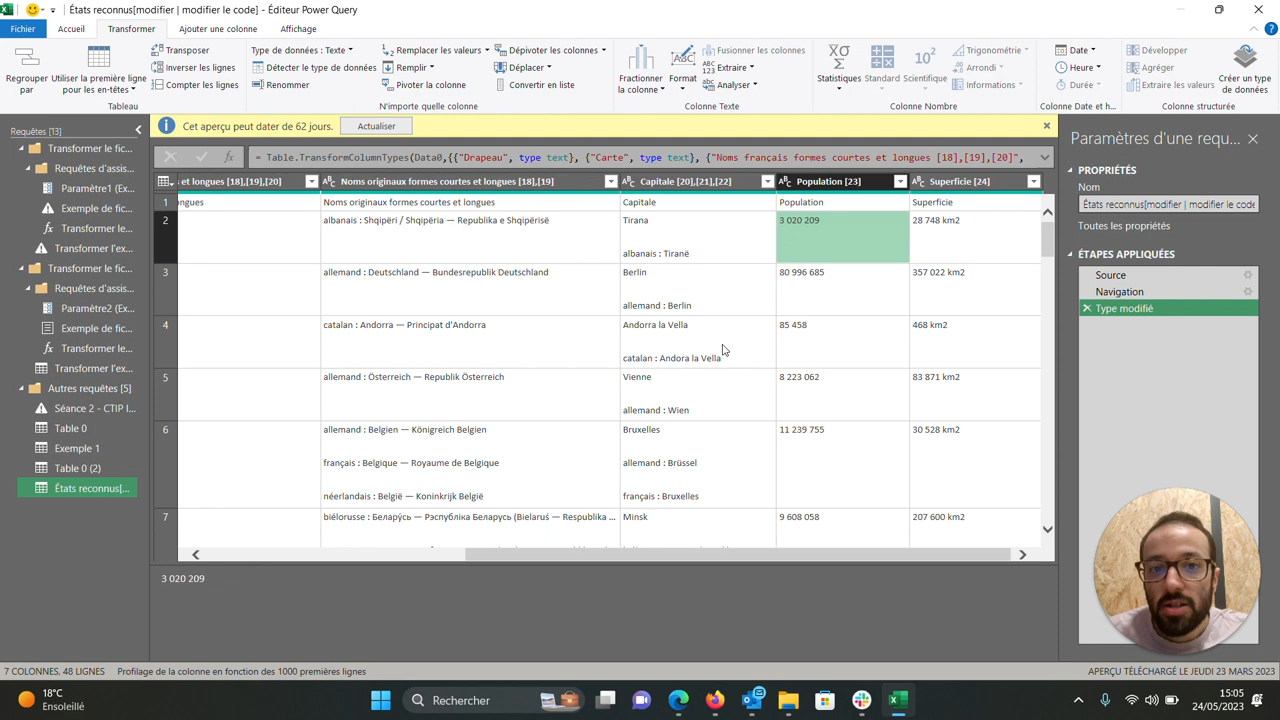 États reconnus[modifier | modifier le code] - Éditeur Power Query
Fichier
Accueil
Transformer
Ajouter une colonne
Affichage
Regrouper par
Utiliser la première ligne pour les en-têtes
Transposer
Inverser les lignes
Compter les lignes
Tableau
Type de données : Texte
Détecter le type de données
Renommer
Remplacer les valeurs
Remplir
Pivoter la colonne
Dépivoter les colonnes
Déplacer
Convertir en liste
N'importe quelle colonne
Fractionner la colonne
Format
Fusionner les colonnes
Extraire
Analyser
Colonne Texte
Statistiques
Standard
Scientifique
Trigonométrie
Arrondi
Informations
Colonne Nombre
Date
Heure
Durée
Colonne Date et h...
Développer
Agréger
Extraire les valeurs
Créer un type de données
Colonne structurée
Requêtes [13]
Transformer le fic...
Requêtes d'assis...
Paramètre1 (Ex...
Exemple de fic...
Transformer le...
Transformer l'ex...
Transformer le fic...
Requêtes d'assis...
Paramètre2 (Ex...
Exemple de fic...
Transformer le...
Transformer l'ex...
Autres requêtes [5]
Séance 2 - CTIP I...
Table 0
Exemple 1
Table 0 (2)
États reconnus[...
Cet aperçu peut dater de 62 jours.
Actualiser
= Table.TransformColumnTypes(Data0,{{"Drapeau", type text}, {"Carte", type text}, {"Noms français formes courtes et longues [18],[19],[20]",
s et longues [18],[19],[20]
Noms originaux formes courtes et longues [18],[19]
Capitale [20],[21],[22]
Population [23]
Superficie [24]
1
ongues
Noms originaux formes courtes et longues
Capitale
Population
Superficie
2
albanais : Shqipëri / Shqipëria — Republika e Shqipërisë
Tirana
3 020 209
28 748 km2
albanais : Tiranë
3
allemand : Deutschland — Bundesrepublik Deutschland
Berlin
80 996 685
357 022 km2
allemand : Berlin
4
catalan : Andorra — Principat d'Andorra
Andorra la Vella
85 458
468 km2
catalan : Andora la Vella
5
allemand : Österreich — Republik Österreich
Vienne
8 223 062
83 871 km2
allemand : Wien
6
allemand : Belgien — Königreich Belgien
Bruxelles
11 239 755
30 528 km2
français : Belgique — Royaume de Belgique
allemand : Brüssel
néerlandais : België — Koninkrijk België
français : Bruxelles
7
biélorusse : Белару́сь — Рэспу́бліка Белару́сь (Bielaruś — Respublika ...
Minsk
9 608 058
207 600 km2
3 020 209
Paramètres d'une requ...
PROPRIÉTÉS
Nom
États reconnus[modifier | modifier le code
Toutes les propriétés
ÉTAPES APPLIQUÉES
Source
Navigation
Type modifié
7 COLONNES, 48 LIGNES
Profilage de la colonne en fonction des 1000 premières lignes
APERÇU TÉLÉCHARGÉ LE JEUDI 23 MARS 2023
18°C
Ensoleillé
Rechercher
15:05
24/05/2023